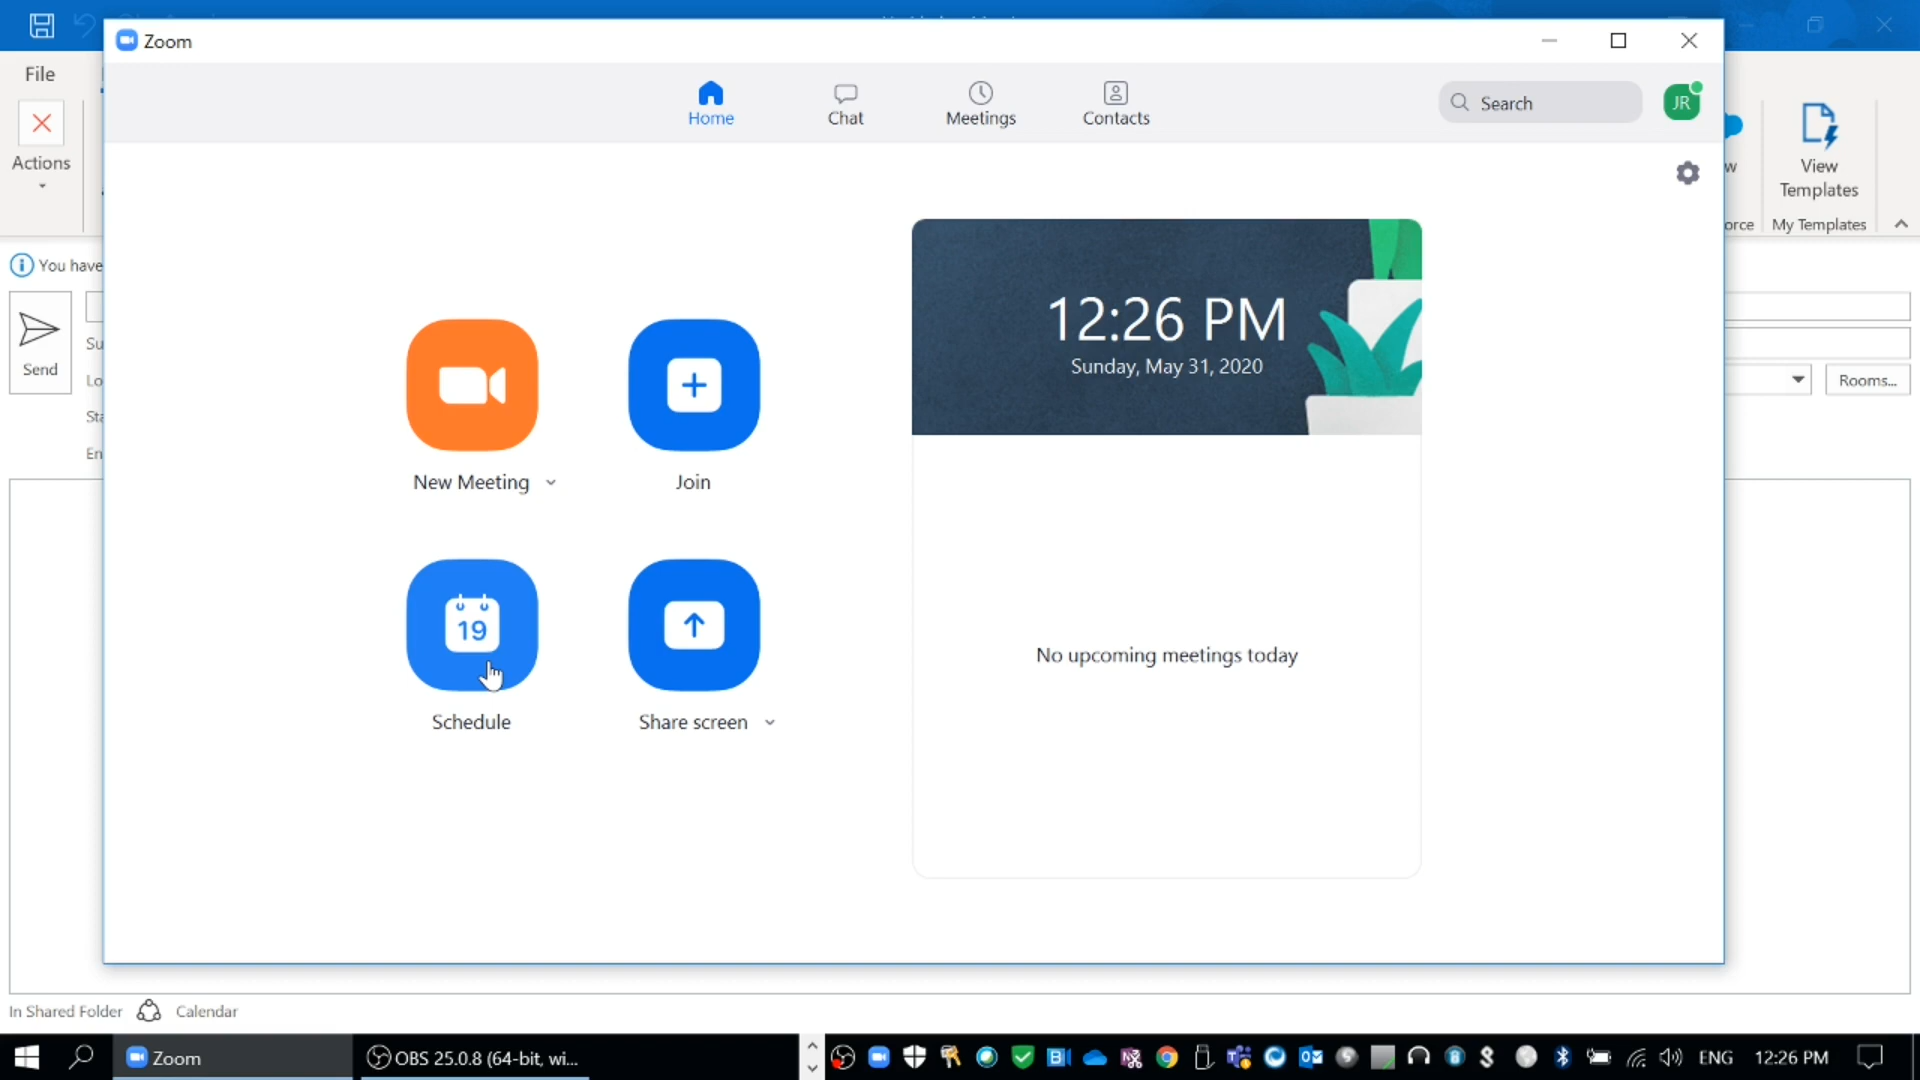 Zoom
File
Home
Chat
Meetings
Contacts
Search
JR
Actions
View
Templates
My Templates
You have
Send
Rooms...
12:26 PM
Sunday, May 31, 2020
New Meeting
Join
19
Schedule
Share screen
No upcoming meetings today
In Shared Folder
Calendar
Zoom
OBS 25.0.8 (64-bit, wi...
ENG
12:26 PM